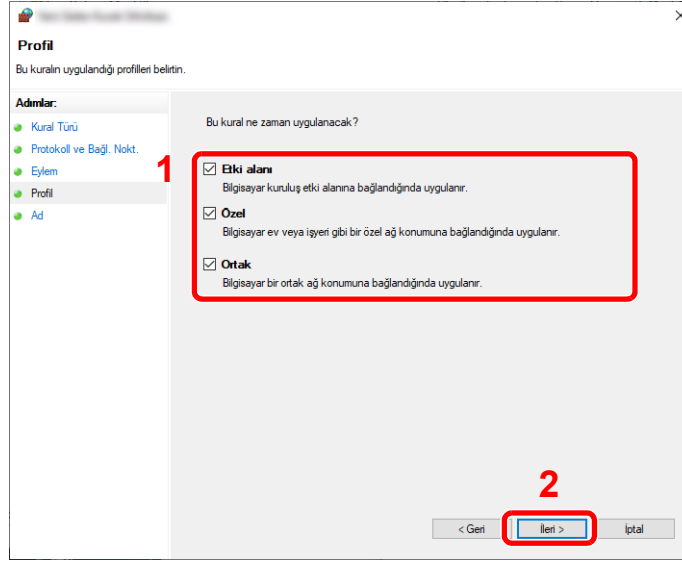 Profil
Bu kuralın uygulandığı profilleri belirtin.
Adımlar:
Kural Türü
Protokoll ve Bağl. Nokt.
Eylem
Profil
Ad
Bu kural ne zaman uygulanacak?
1
Etki alanı
Bilgisayar kuruluş etki alanına bağlandığında uygulanır.
Özel
Bilgisayar ev veya işyeri gibi bir özel ağ konumuna bağlandığında uygulanır.
Ortak
Bilgisayar bir ortak ağ konumuna bağlandığında uygulanır.
2
< Geri
İleri >
İptal